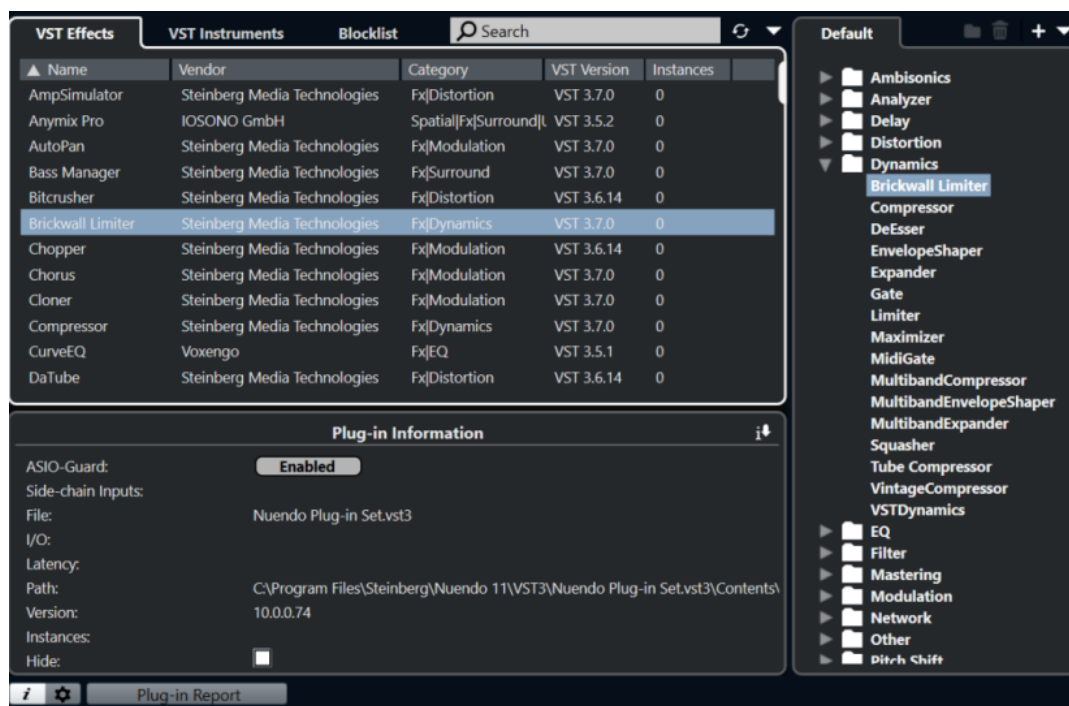 VST Effects VST Instruments Blocklist Search
Name Vendor Category VST Version Instances
AmpSimulator Steinberg Media Technologies Fx|Distortion VST 3.7.0 0
Anymix Pro IOSONO GmbH Spatial|Fx|Surround| VST 3.5.2 0
AutoPan Steinberg Media Technologies Fx|Modulation VST 3.7.0 0
Bass Manager Steinberg Media Technologies Fx|Surround VST 3.7.0 0
Bitcrusher Steinberg Media Technologies Fx|Distortion VST 3.6.14 0
Brickwall Limiter Steinberg Media Technologies Fx|Dynamics VST 3.7.0 0
Chopper Steinberg Media Technologies Fx|Modulation VST 3.6.14 0
Chorus Steinberg Media Technologies Fx|Modulation VST 3.7.0 0
Cloner Steinberg Media Technologies Fx|Modulation VST 3.7.0 0
Compressor Steinberg Media Technologies Fx|Dynamics VST 3.7.0 0
CurveEQ Voxengo Fx|EQ VST 3.5.1 0
DaTube Steinberg Media Technologies Fx|Distortion VST 3.6.14 0
Plug-in Information
ASIO-Guard: Enabled
Side-chain Inputs:
File: Nuendo Plug-in Set.vst3
I/O:
Latency:
Path: C:\Program Files\Steinberg\Nuendo 11\VST3\Nuendo Plug-in Set.vst3\Contents\
Version: 10.0.0.74
Instances:
Hide:
i Plug-in Report
Default
Ambisonics
Analyzer
Delay
Distortion
Dynamics
Brickwall Limiter
Compressor
DeEsser
EnvelopeShaper
Expander
Gate
Limiter
Maximizer
MidiGate
MultibandCompressor
MultibandEnvelopeShaper
MultibandExpander
Squasher
Tube Compressor
VintageCompressor
VSTDynamics
EQ
Filter
Mastering
Modulation
Network
Other
Pitch Shift